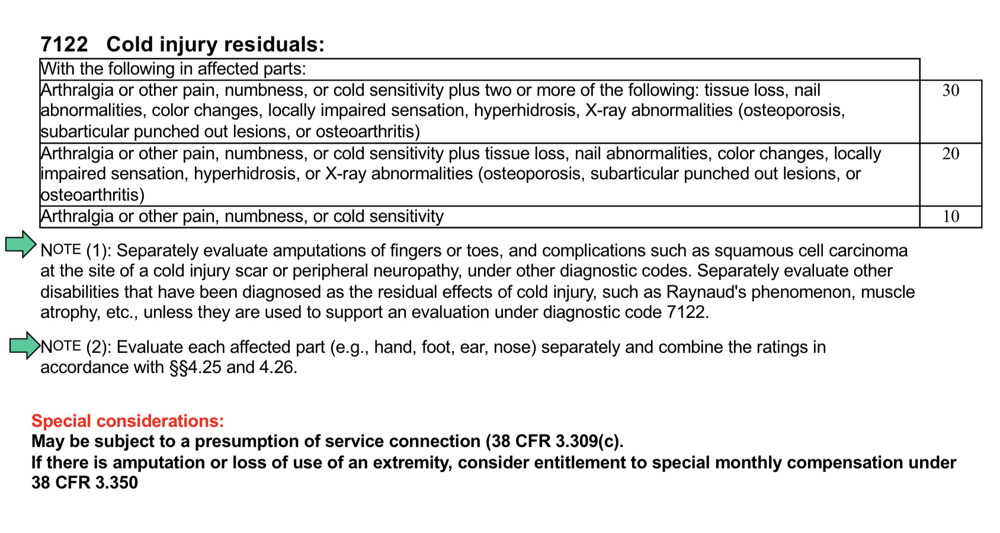 7122 Cold injury residuals:
With the following in affected parts:
Arthralgia or other pain, numbness, or cold sensitivity plus two or more of the following: tissue loss, nail
abnormalities, color changes, locally impaired sensation, hyperhidrosis, X-ray abnormalities (osteoporosis,
subarticular punched out lesions, or osteoarthritis)
30
Arthralgia or other pain, numbness, or cold sensitivity plus tissue loss, nail abnormalities, color changes, locally
impaired sensation, hyperhidrosis, or X-ray abnormalities (osteoporosis, subarticular punched out lesions, or
osteoarthritis)
20
Arthralgia or other pain, numbness, or cold sensitivity
10
NOTE (1): Separately evaluate amputations of fingers or toes, and complications such as squamous cell carcinoma
at the site of a cold injury scar or peripheral neuropathy, under other diagnostic codes. Separately evaluate other
disabilities that have been diagnosed as the residual effects of cold injury, such as Raynaud's phenomenon, muscle
atrophy, etc., unless they are used to support an evaluation under diagnostic code 7122.
NOTE (2): Evaluate each affected part (e.g., hand, foot, ear, nose) separately and combine the ratings in
accordance with §§4.25 and 4.26.
Special considerations:
May be subject to a presumption of service connection (38 CFR 3.309(c).
If there is amputation or loss of use of an extremity, consider entitlement to special monthly compensation under
38 CFR 3.350